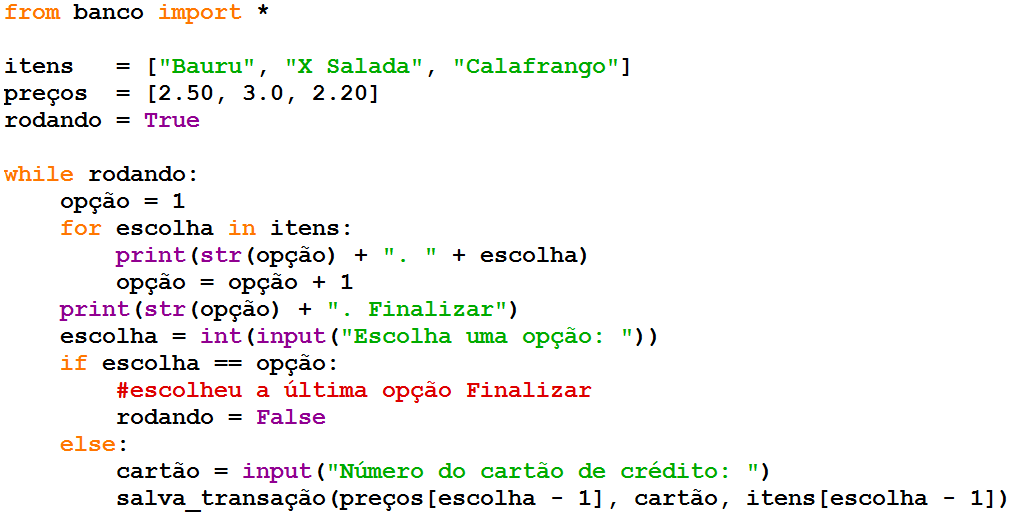 from banco import *

itens   = ["Bauru", "X Salada", "Calafrango"]
preços  = [2.50, 3.0, 2.20]
rodando = True

while rodando:
    opção = 1
    for escolha in itens:
        print(str(opção) + ". " + escolha)
        opção = opção + 1
    print(str(opção) + ". Finalizar")
    escolha = int(input("Escolha uma opção: "))
    if escolha == opção:
        #escolheu a última opção Finalizar
        rodando = False
    else:
        cartão = input("Número do cartão de crédito: ")
        salva_transação(preços[escolha - 1], cartão, itens[escolha - 1])